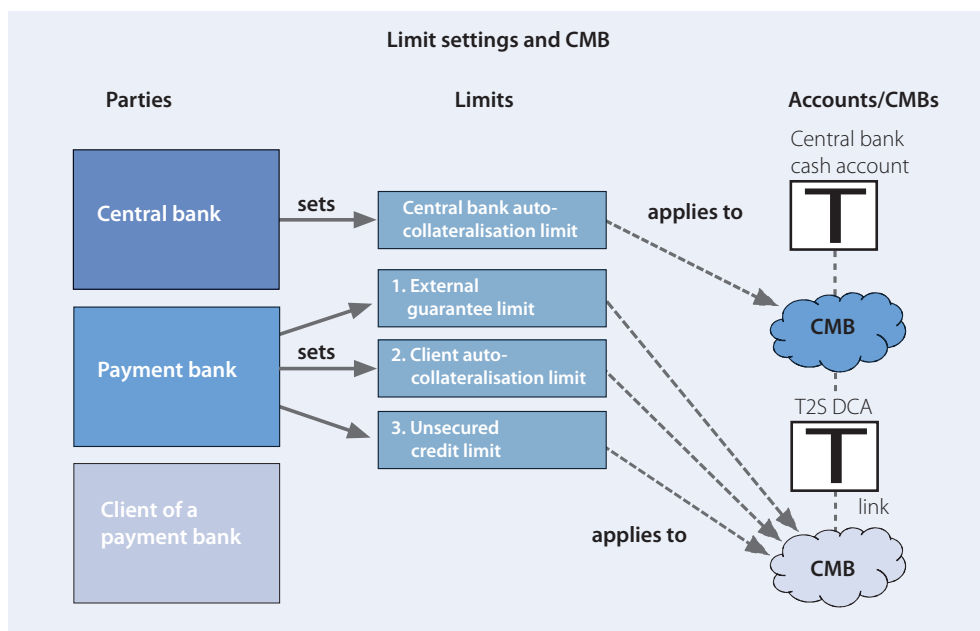 Limit settings and CMB
Parties
Limits
Accounts/CMBs
Central bank
cash account
Central bank
sets
Central bank auto-
collateralisation limit
applies to
T
1. External
guarantee limit
CMB
Payment bank
sets
2. Client auto-
collateralisation limit
T2S DCA
T
3. Unsecured
credit limit
link
Client of a
payment bank
applies to
CMB